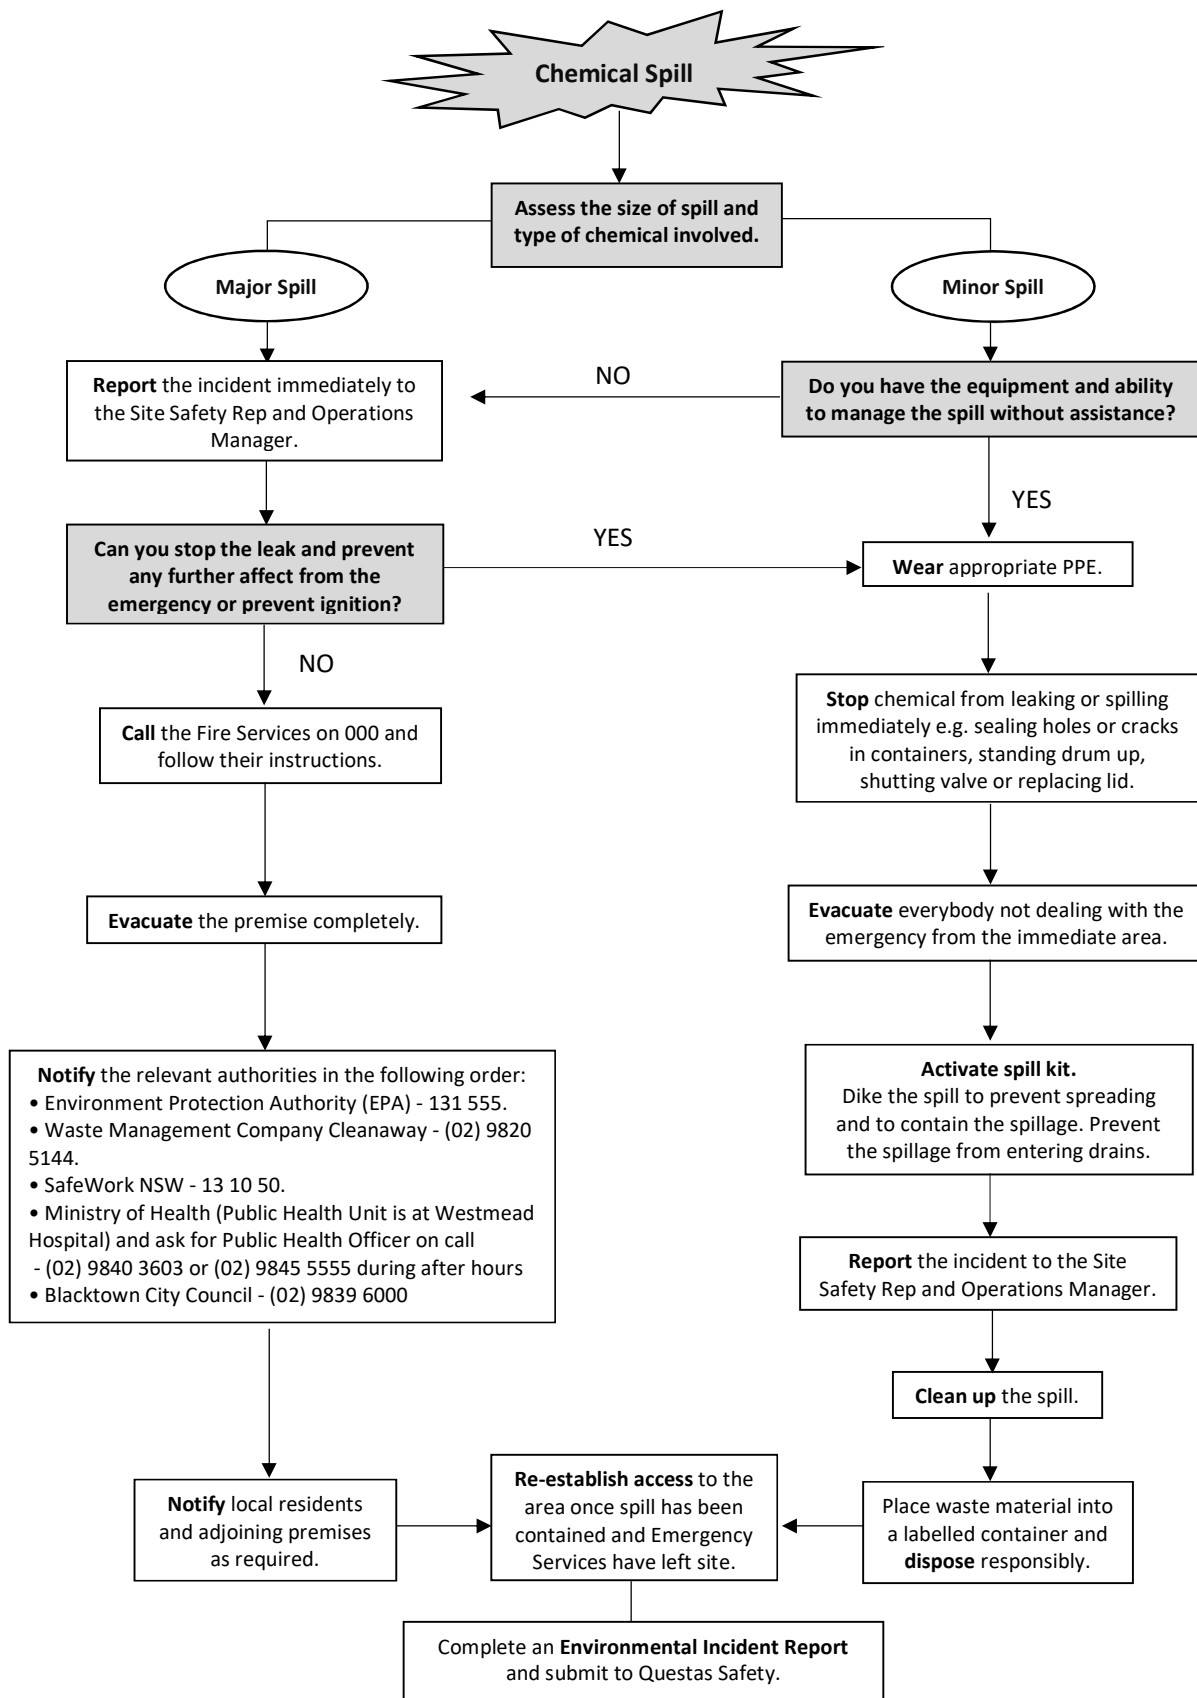 Chemical Spill
Assess the size of spill and
type of chemical involved.
Major Spill
Minor Spill
Report the incident immediately to
the Site Safety Rep and Operations
Manager.
NO
Do you have the equipment and ability
to manage the spill without assistance?
YES
Can you stop the leak and prevent
any further affect from the
emergency or prevent ignition?
YES
Wear appropriate PPE.
NO
Call the Fire Services on 000 and
follow their instructions.
Stop chemical from leaking or spilling
immediately e.g. sealing holes or cracks
in containers, standing drum up,
shutting valve or replacing lid.
Evacuate the premise completely.
Evacuate everybody not dealing with the
emergency from the immediate area.
Notify the relevant authorities in the following order:
• Environment Protection Authority (EPA) - 131 555.
• Waste Management Company Cleanaway - (02) 9820
5144.
• SafeWork NSW - 13 10 50.
• Ministry of Health (Public Health Unit is at Westmead
Hospital) and ask for Public Health Officer on call
- (02) 9840 3603 or (02) 9845 5555 during after hours
• Blacktown City Council - (02) 9839 6000
Activate spill kit.
Dike the spill to prevent spreading
and to contain the spillage. Prevent
the spillage from entering drains.
Report the incident to the Site
Safety Rep and Operations Manager.
Clean up the spill.
Notify local residents
and adjoining premises
as required.
Re-establish access to the
area once spill has been
contained and Emergency
Services have left site.
Place waste material into
a labelled container and
dispose responsibly.
Complete an Environmental Incident Report
and submit to Questas Safety.